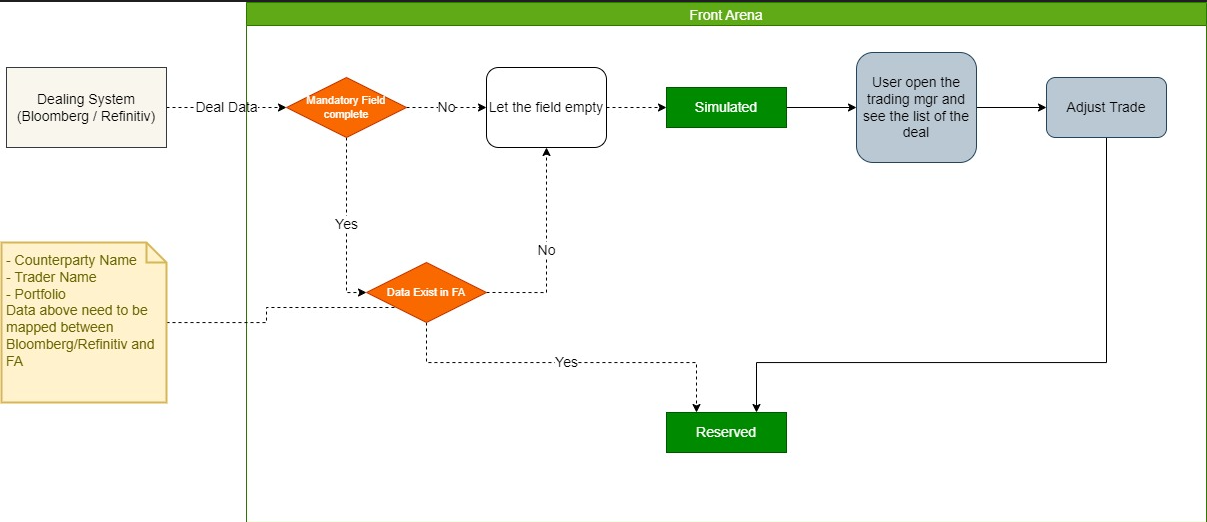 Front Arena
Dealing System
(Bloomberg / Refinitiv)
Deal Data
Mandatory Field
complete
No
Let the field empty
Simulated
User open the
trading mgr and
see the list of the
deal
Adjust Trade
Yes
No
- Counterparty Name
- Trader Name
- Portfolio
Data above need to be
mapped between
Bloomberg/Refinitiv and
FA
Data Exist in FA
Yes
Reserved